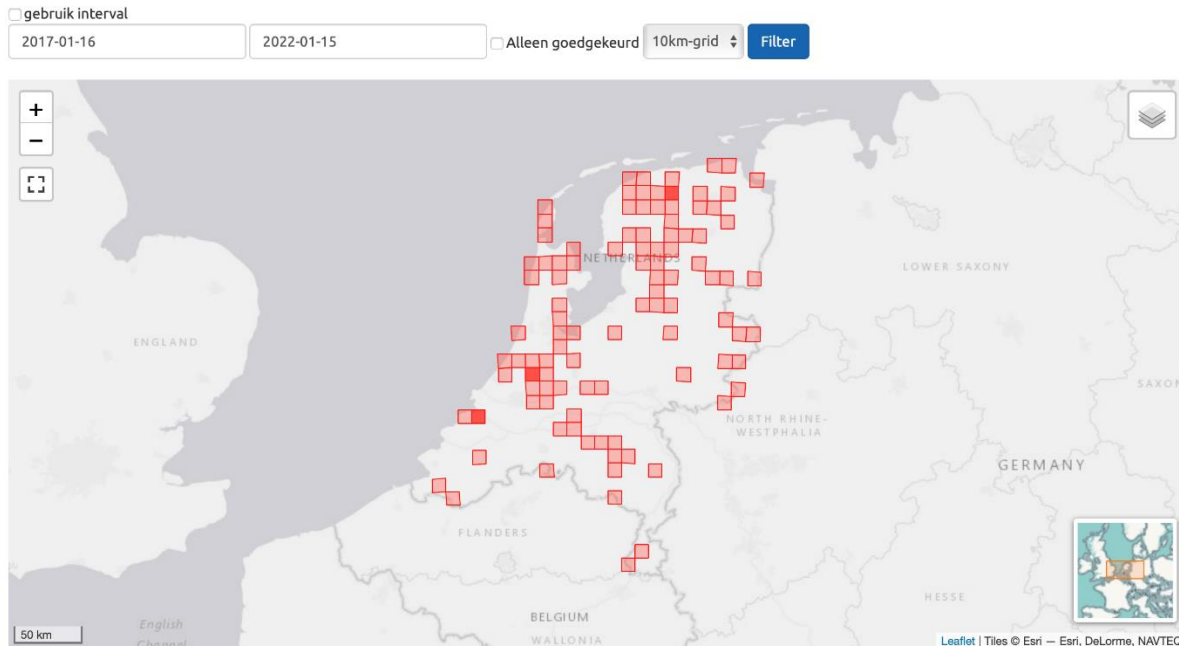 gebruik interval
2017-01-16 2022-01-15 Alleen goedgekeurd 10km-grid Filter
+
−
NETHERLANDS
LOWER SAXONY
ENGLAND
SAXON
NORTH RHINE-
WESTPHALIA
GERMANY
FLANDERS
HESSE
BELGIUM
English
Channel
WALLONIA
50 km
Leaflet | Tiles © Esri — Esri, DeLorme, NAVTEQ